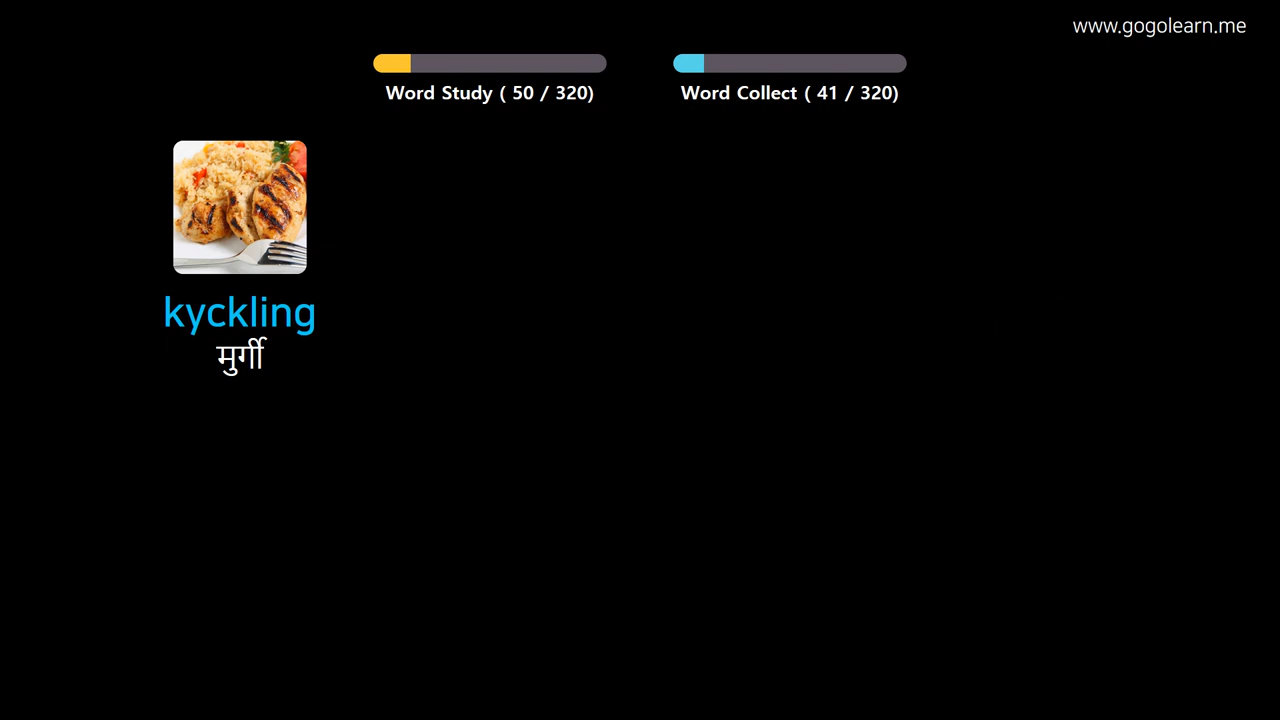 www.gogolearn.me
Word Study ( 50 / 320)
Word Collect ( 41 / 320)
kyckling
मुर्गी